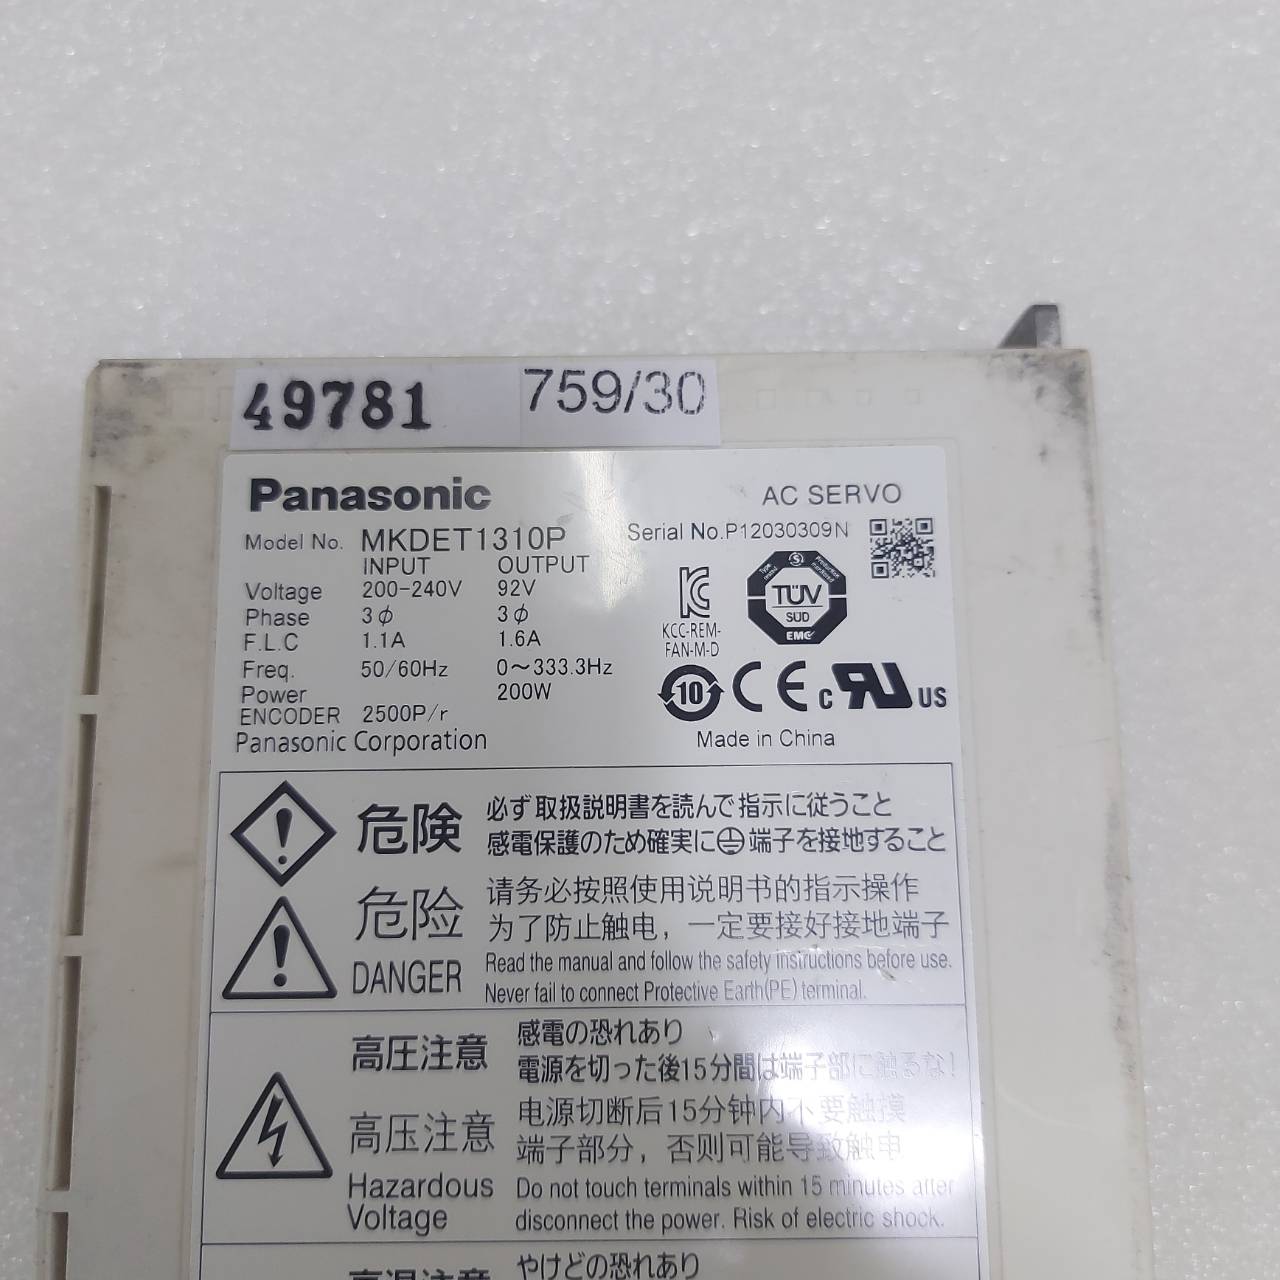 49781 759/30
Panasonic AC SERVO
Model No. MKDET1310P Serial No.P12030309N
INPUT OUTPUT
Voltage 200-240V 92V
Phase 3φ 3φ
F.L.C 1.1A 1.6A
Freq. 50/60Hz 0～333.3Hz
Power 200W
ENCODER 2500P/r
Panasonic Corporation
KCC-REM-
FAN-M-D
TÜV
SÜD
EMC
10 CE c RU US
Made in China
危険 必ず取扱説明書を読んで指示に従うこと
感電保護のため確実に端子を接地すること
危险 请务必按照使用说明书的指示操作
为了防止触电，一定要接好接地端子
DANGER Read the manual and follow the safety instructions before use.
Never fail to connect Protective Earth(PE) terminal.
高圧注意 感電の恐れあり
電源を切った後15分間は端子部に触るな!
高压注意 电源切断后15分钟内不要触摸
端子部分，否则可能导致触电
Hazardous Voltage Do not touch terminals within 15 minutes after
disconnect the power. Risk of electric shock.
高温注意 やけどの恐れあり